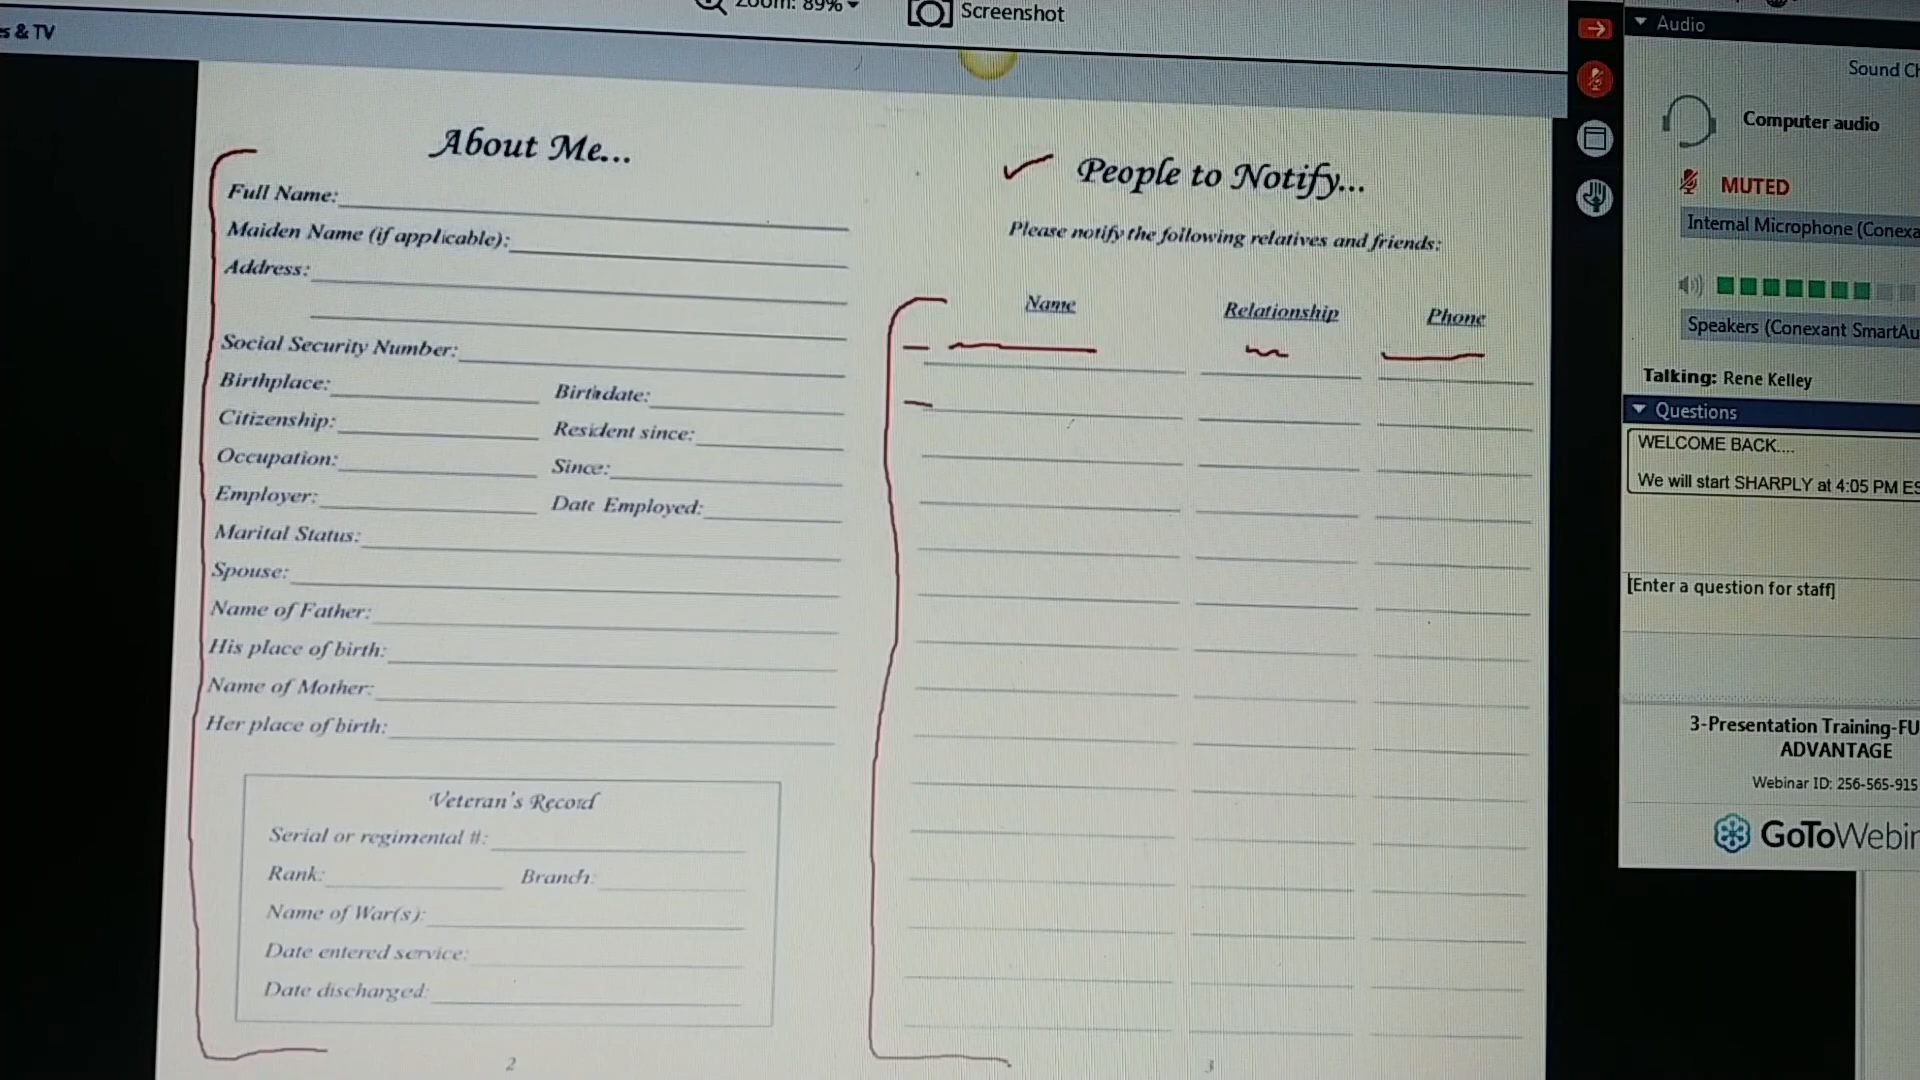 Zoom: 89%
Screenshot
s & TV
About Me...
Full Name:
Maiden Name (if applicable):
Address:
Social Security Number:
Birthplace: Birthdate:
Citizenship: Resident since:
Occupation: Since:
Employer: Date Employed:
Marital Status:
Spouse:
Name of Father:
His place of birth:
Name of Mother:
Her place of birth:
Veteran's Record
Serial or regimental #:
Rank: Branch:
Name of War(s):
Date entered service:
Date discharged:
2
People to Notify...
Please notify the following relatives and friends:
Name Relationship Phone
3
Audio
Sound Ch
Computer audio
MUTED
Internal Microphone (Conexa
Speakers (Conexant SmartAu
Talking: Rene Kelley
Questions
WELCOME BACK....
We will start SHARPLY at 4:05 PM ES
[Enter a question for staff]
3-Presentation Training-FU
ADVANTAGE
Webinar ID: 256-565-915
GoToWebin